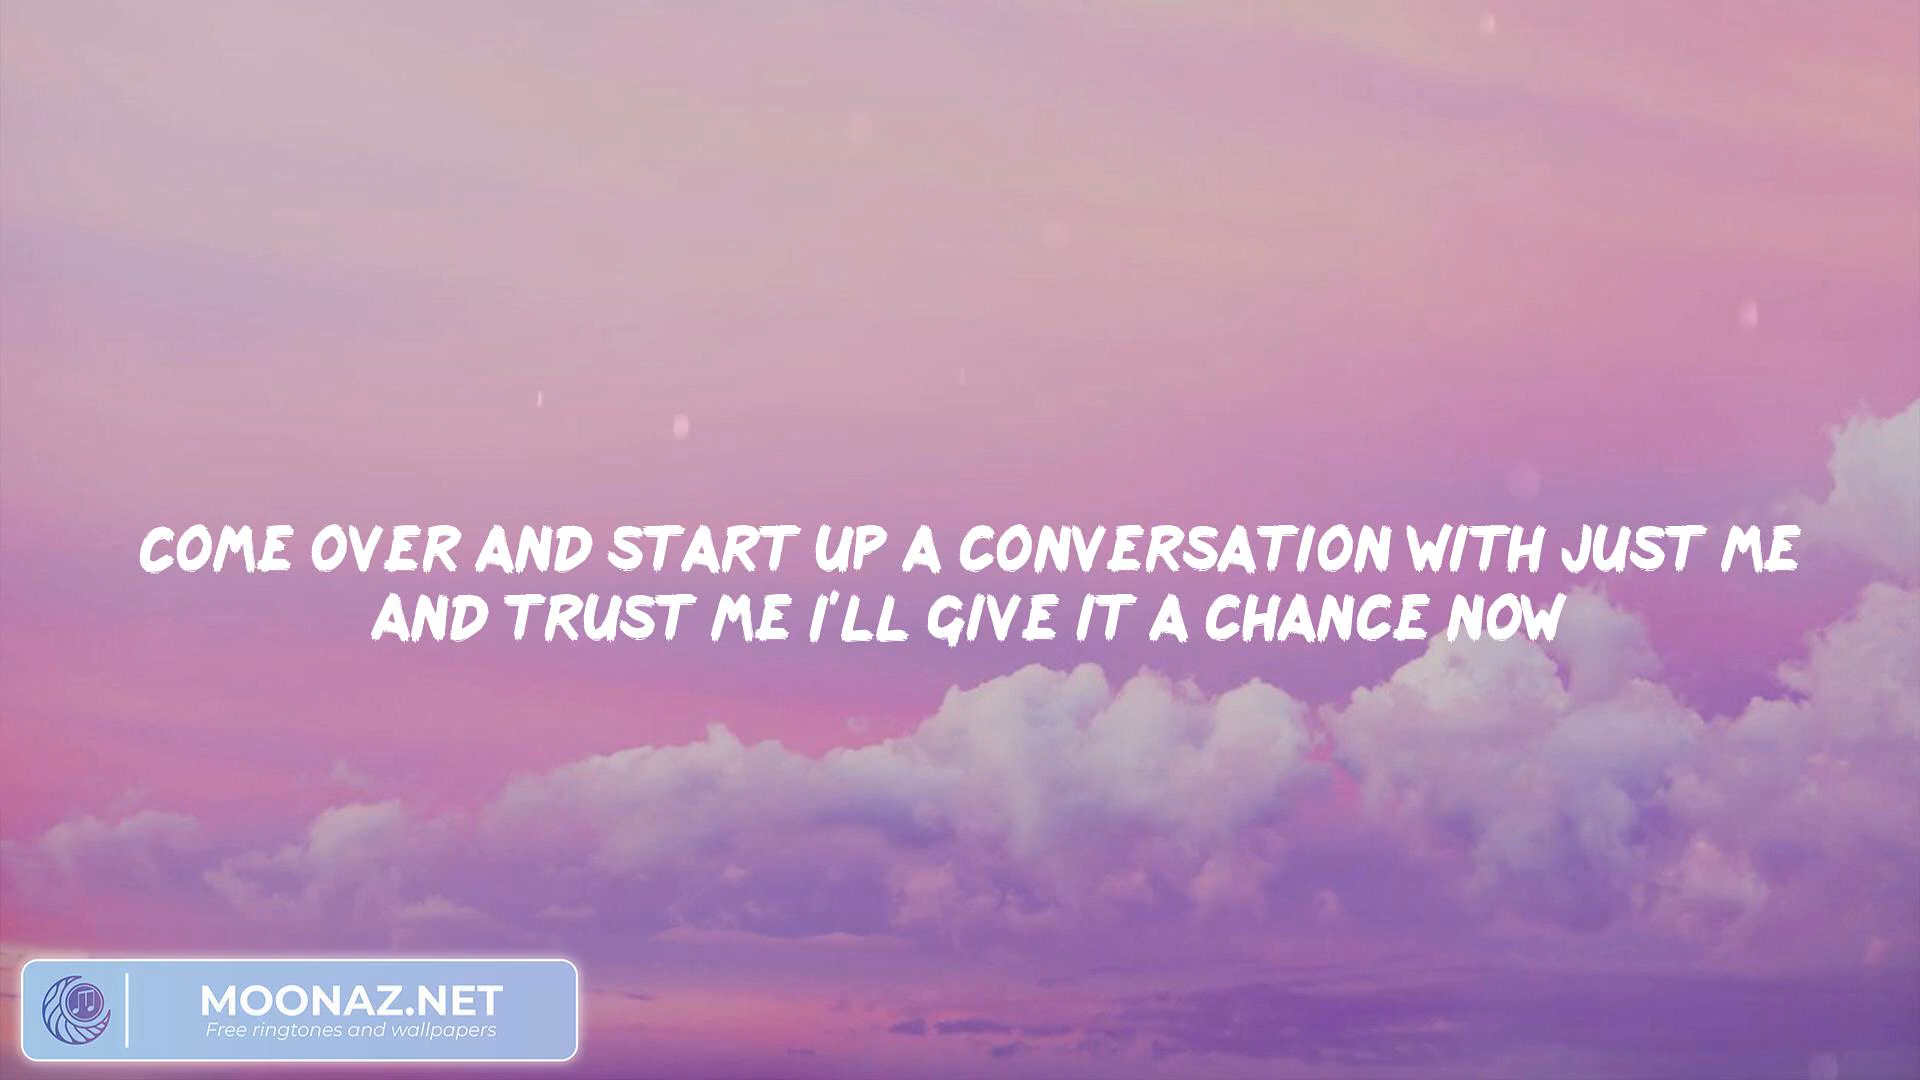 COME OVER AND START UP A CONVERSATION WITH JUST ME
AND TRUST ME I'LL GIVE IT A CHANCE NOW
MOONAZ.NET
Free ringtones and wallpapers